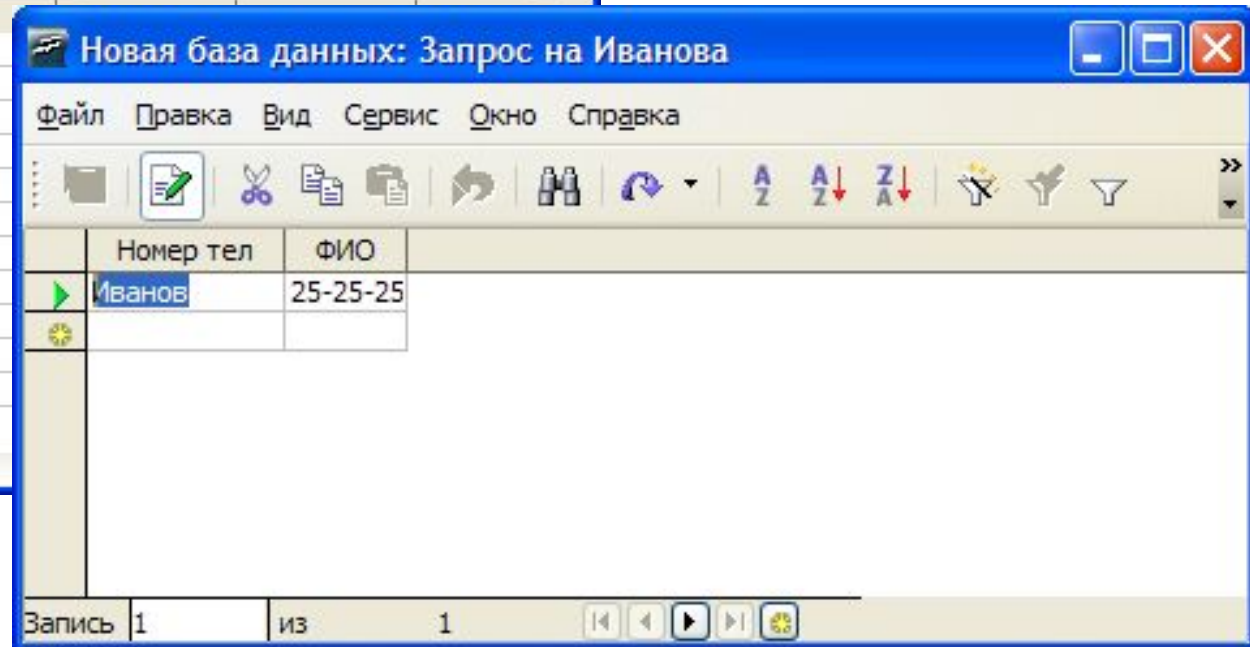 Новая база данных: Запрос на Иванова
Файл Правка Вид Сервис Окно Справка
Номер тел ФИО
Иванов 25-25-25
Запись 1 из 1